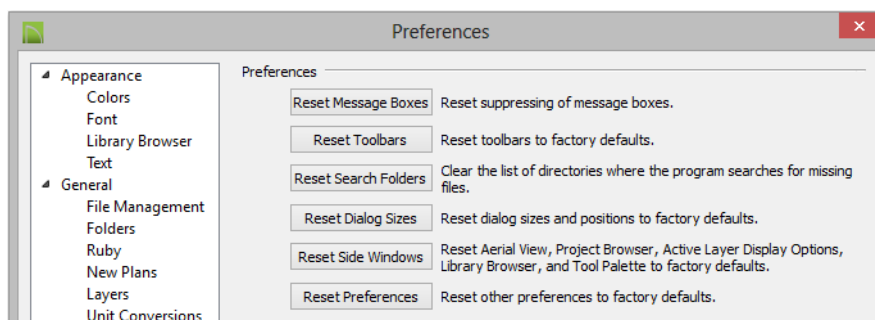 Preferences
Appearance
Colors
Font
Library Browser
Text
General
File Management
Folders
Ruby
New Plans
Layers
Unit Conversions
Preferences
Reset Message Boxes Reset suppressing of message boxes.
Reset Toolbars Reset toolbars to factory defaults.
Reset Search Folders Clear the list of directories where the program searches for missing
files.
Reset Dialog Sizes Reset dialog sizes and positions to factory defaults.
Reset Side Windows Reset Aerial View, Project Browser, Active Layer Display Options,
Library Browser, and Tool Palette to factory defaults.
Reset Preferences Reset other preferences to factory defaults.